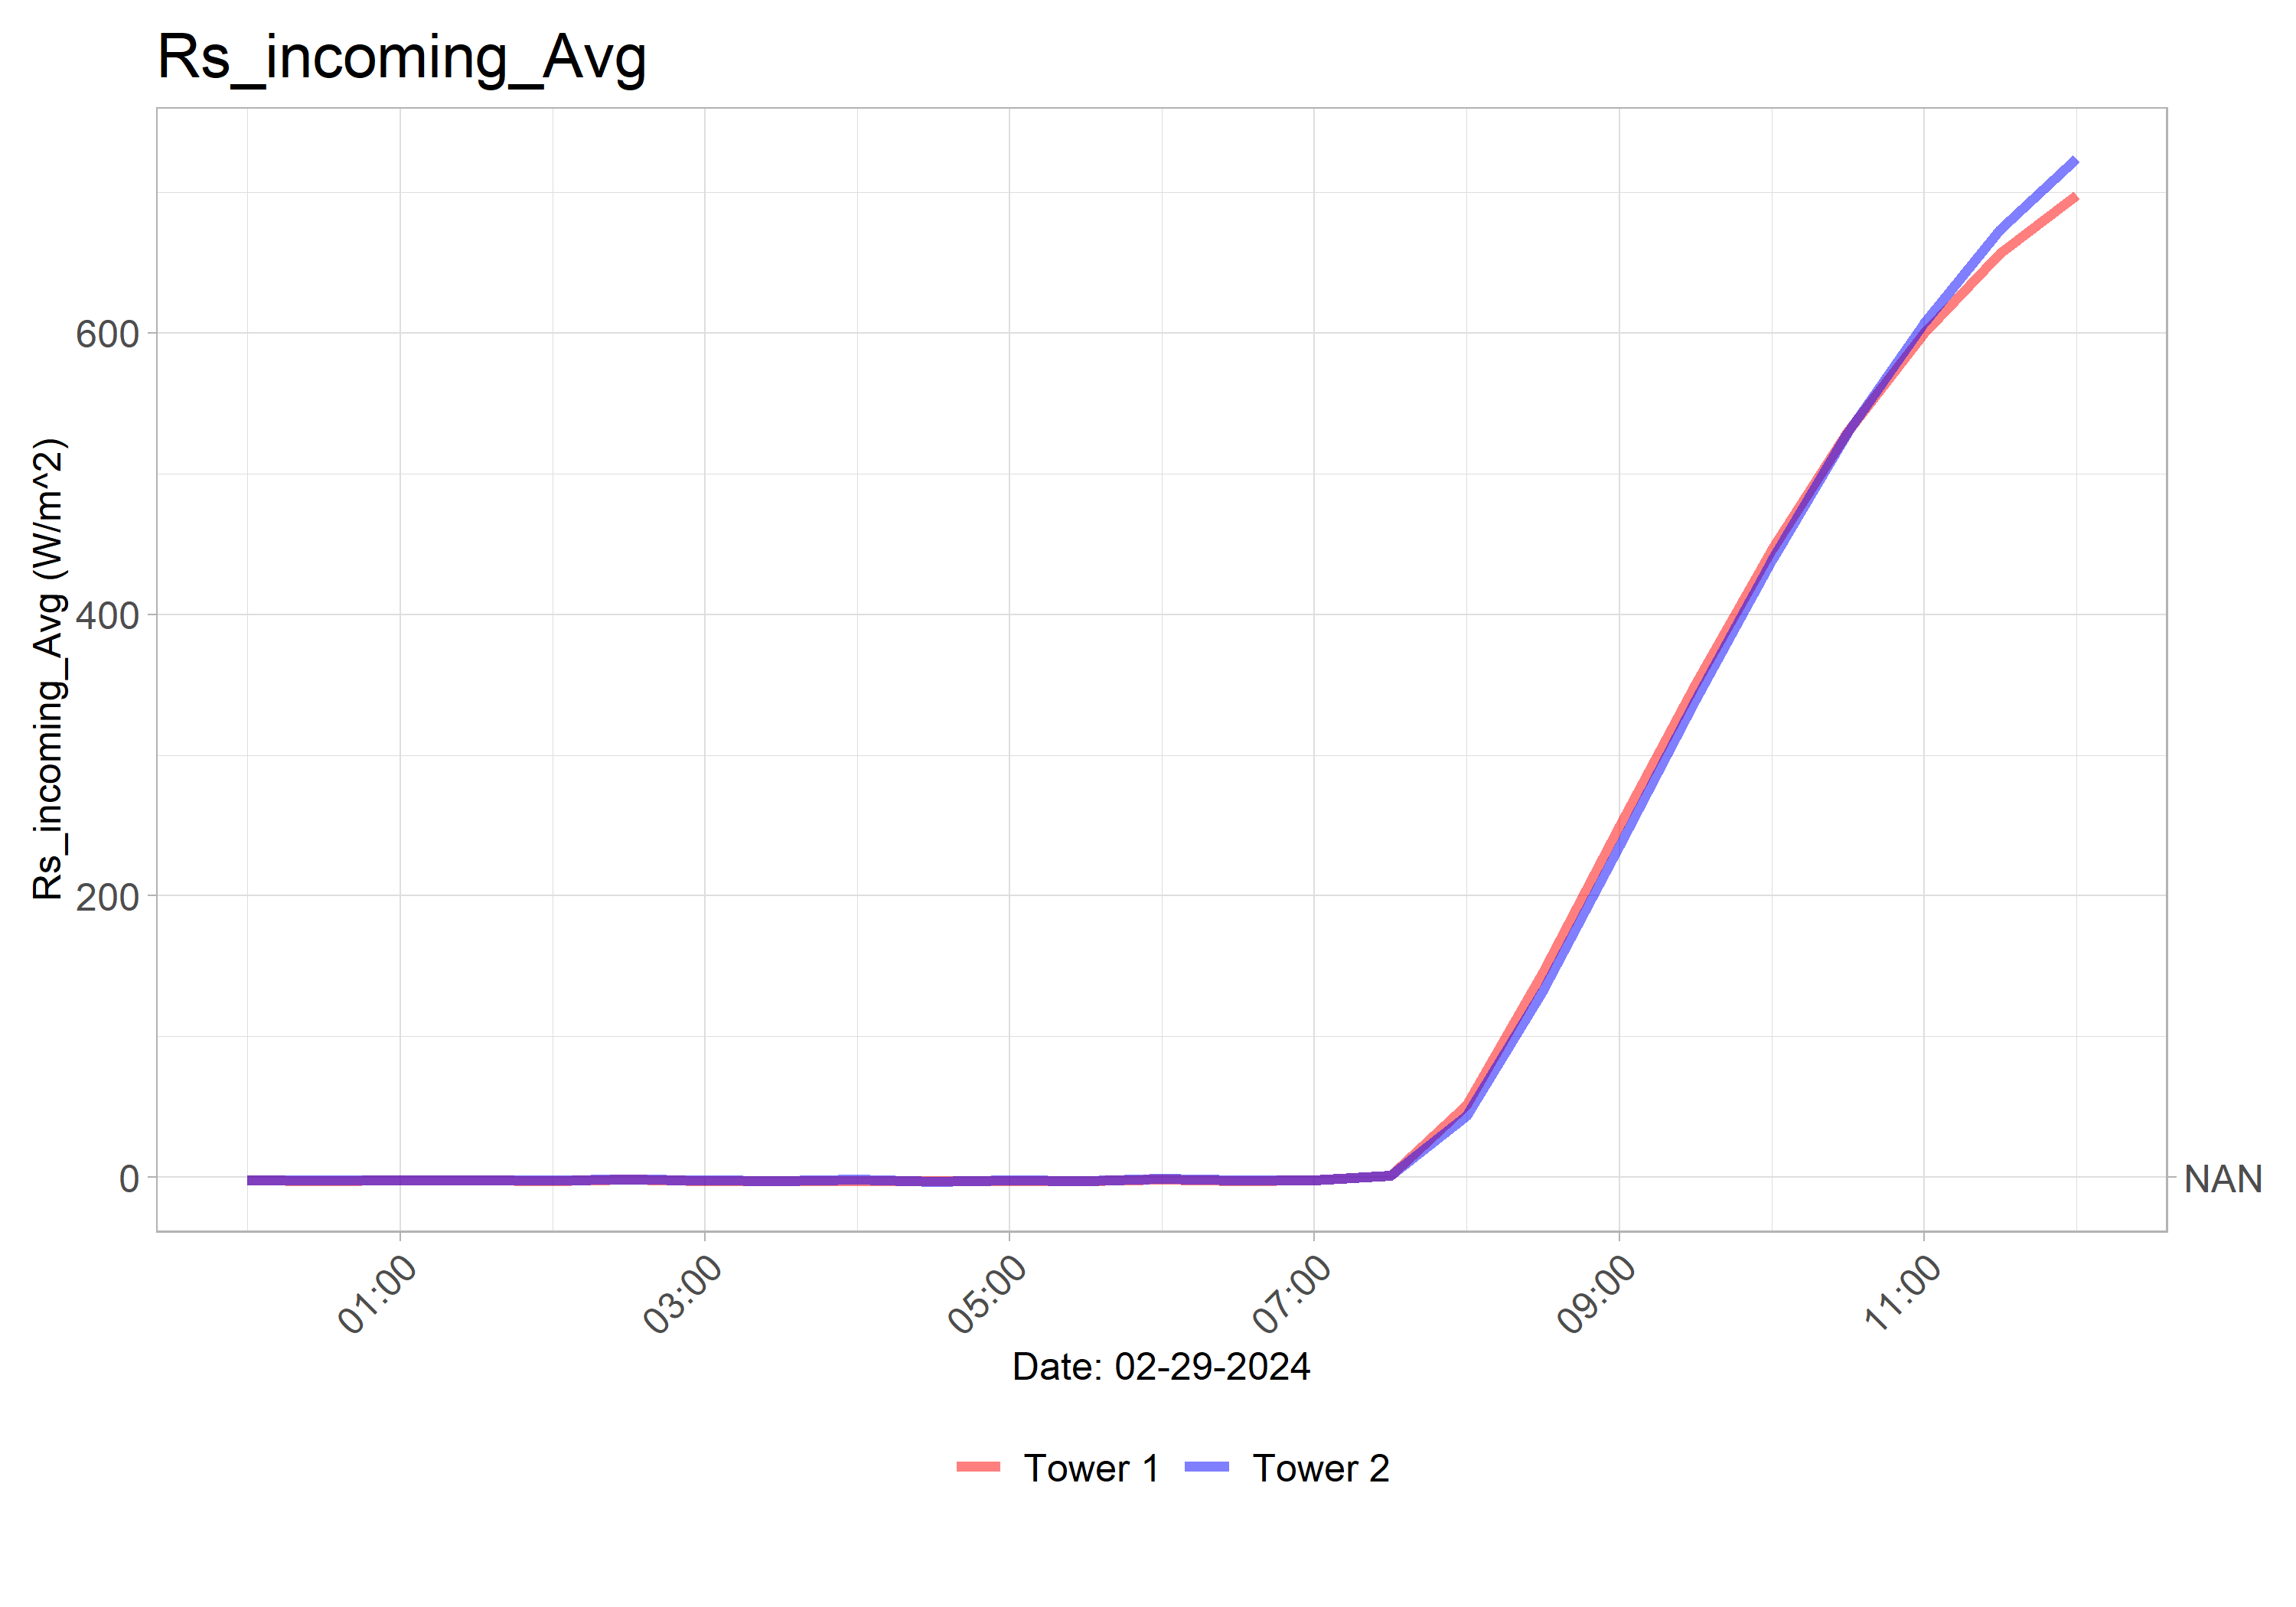 Rs_incoming_Avg
Rs_incoming_Avg (W/m^2)
600
400
200
0
NAN
01:00
03:00
05:00
07:00
09:00
11:00
Date: 02-29-2024
Tower 1
Tower 2